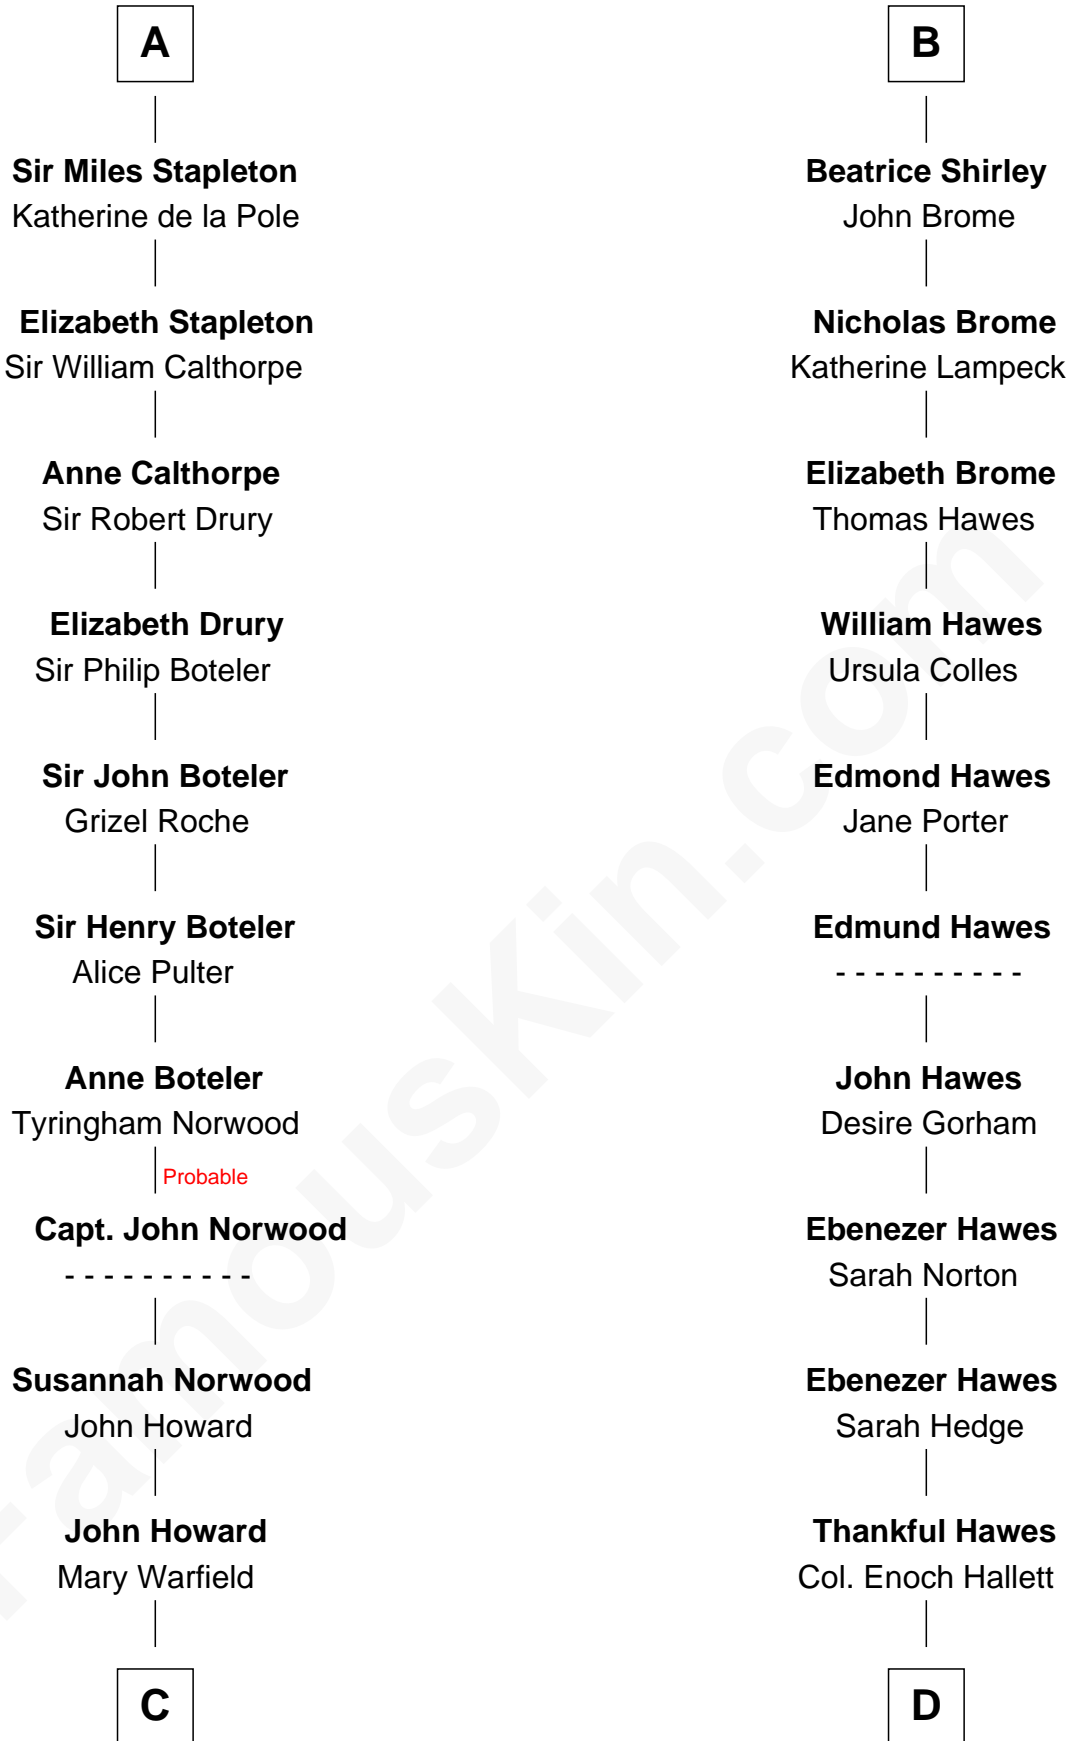 A
Sir Miles Stapleton
Katherine de la Pole
Elizabeth Stapleton
Sir William Calthorpe
Anne Calthorpe
Sir Robert Drury
Elizabeth Drury
Sir Philip Boteler
Sir John Boteler
Grizel Roche
Sir Henry Boteler
Alice Pulter
Anne Boteler
Tyringham Norwood
Probable
Capt. John Norwood
- - - - - - - - - -
Susannah Norwood
John Howard
John Howard
Mary Warfield
C
B
Beatrice Shirley
John Brome
Nicholas Brome
Katherine Lampeck
Elizabeth Brome
Thomas Hawes
William Hawes
Ursula Colles
Edmond Hawes
Jane Porter
Edmund Hawes
- - - - - - - - - -
John Hawes
Desire Gorham
Ebenezer Hawes
Sarah Norton
Ebenezer Hawes
Sarah Hedge
Thankful Hawes
Col. Enoch Hallett
D
FamousKin.com